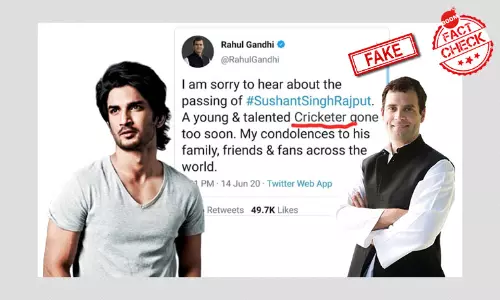 Rahul Gandhi
@RahulGandhi
I am sorry to hear about the
passing of #SushantSinghRajput.
A young & talented Cricketer gone
too soon. My condolences to his
family, friends & fans across the
world.
1 PM · 14 Jun 20 · Twitter Web App
Retweets 49.7K Likes
FAKE
BOOM
FACT
CHECK